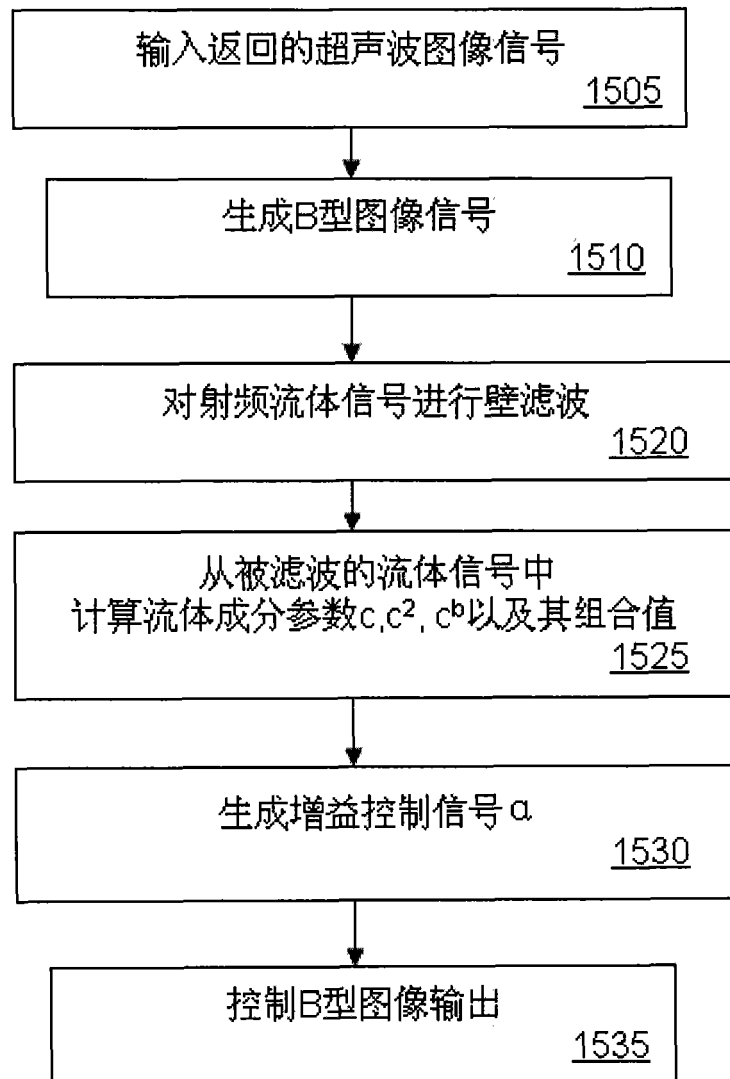 输入返回的超声波图像信号
1505
生成B型图像信号
1510
对射频流体信号进行壁滤波
1520
从被滤波的流体信号中
计算流体成分参数c,c², cᵇ以及其组合值
1525
生成增益控制信号α
1530
控制B型图像输出
1535